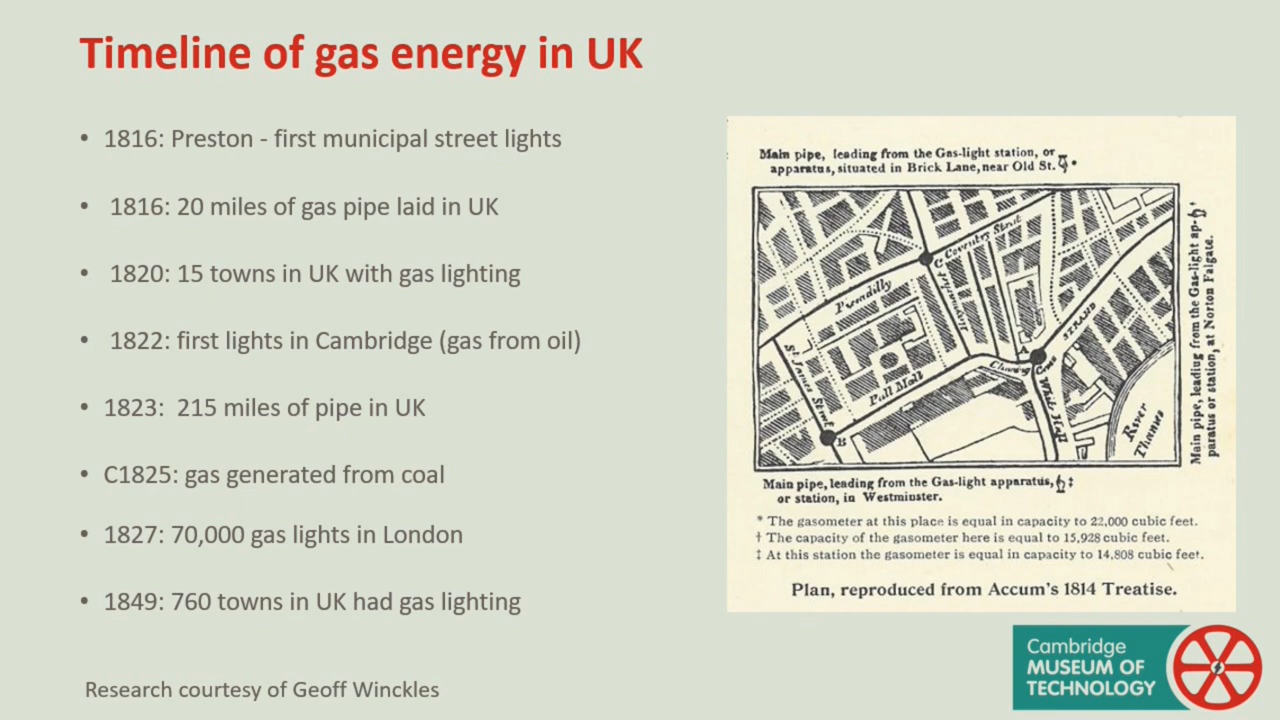 Timeline of gas energy in UK
• 1816: Preston - first municipal street lights
• 1816: 20 miles of gas pipe laid in UK
• 1820: 15 towns in UK with gas lighting
• 1822: first lights in Cambridge (gas from oil)
• 1823: 215 miles of pipe in UK
• C1825: gas generated from coal
• 1827: 70,000 gas lights in London
• 1849: 760 towns in UK had gas lighting
Research courtesy of Geoff Winckles
Main pipe, leading from the Gas-light station, or
apparatus, situated in Brick Lane, near Old St. *
C Coventry Street
Piccadilly
St James Street
Pall Mall
B
A
STRAND
Charing Cross
White Hall
River
Thames
Main pipe, leading from the Gas-light ap- †
paratus or station, at Norton Falgate.
Main pipe, leading from the Gas-light apparatus, ‡
or station, in Westminster.
* The gasometer at this place is equal in capacity to 22,000 cubic feet.
† The capacity of the gasometer here is equal to 15,928 cubic feet.
‡ At this station the gasometer is equal in capacity to 14,808 cubic feet.
Plan, reproduced from Accum's 1814 Treatise.
Cambridge
MUSEUM OF
TECHNOLOGY